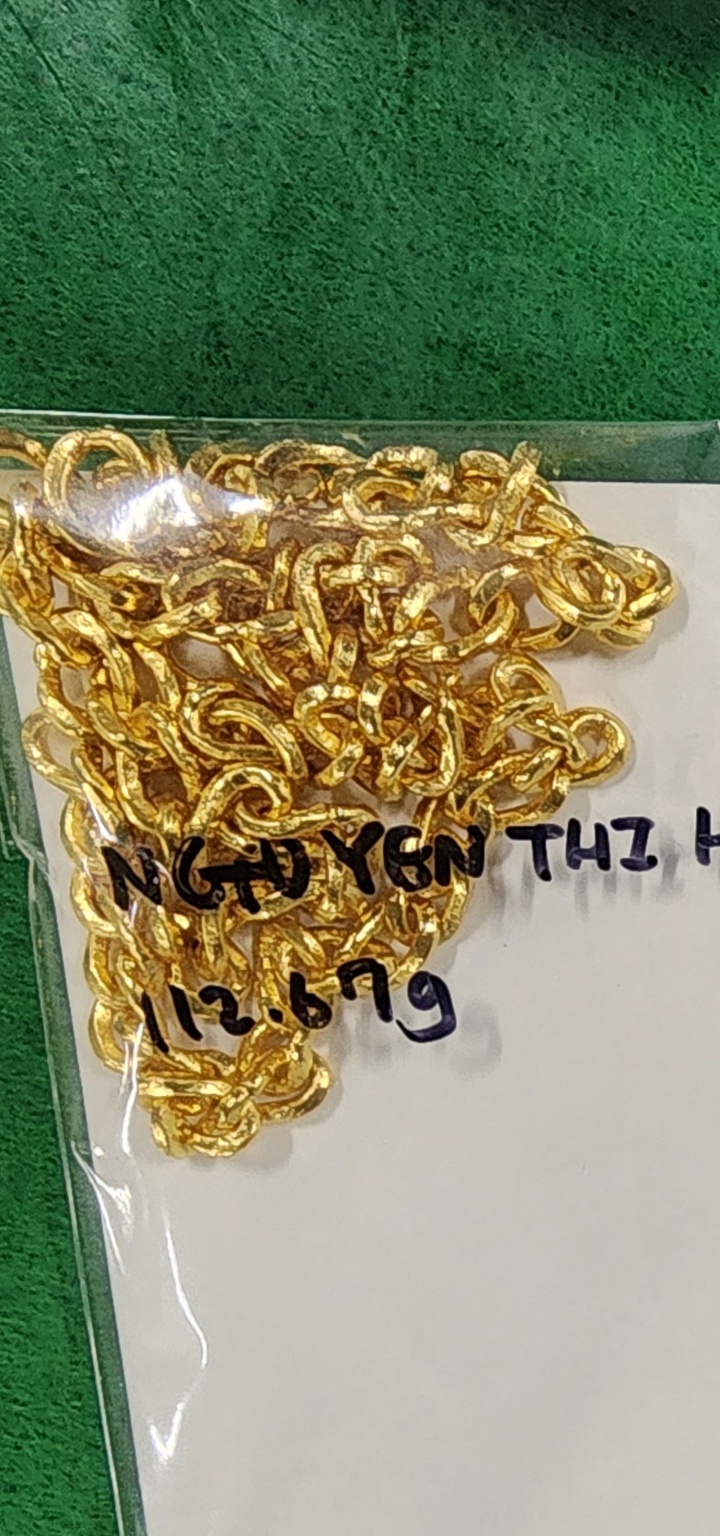 NGUYEN THI H
112.67g